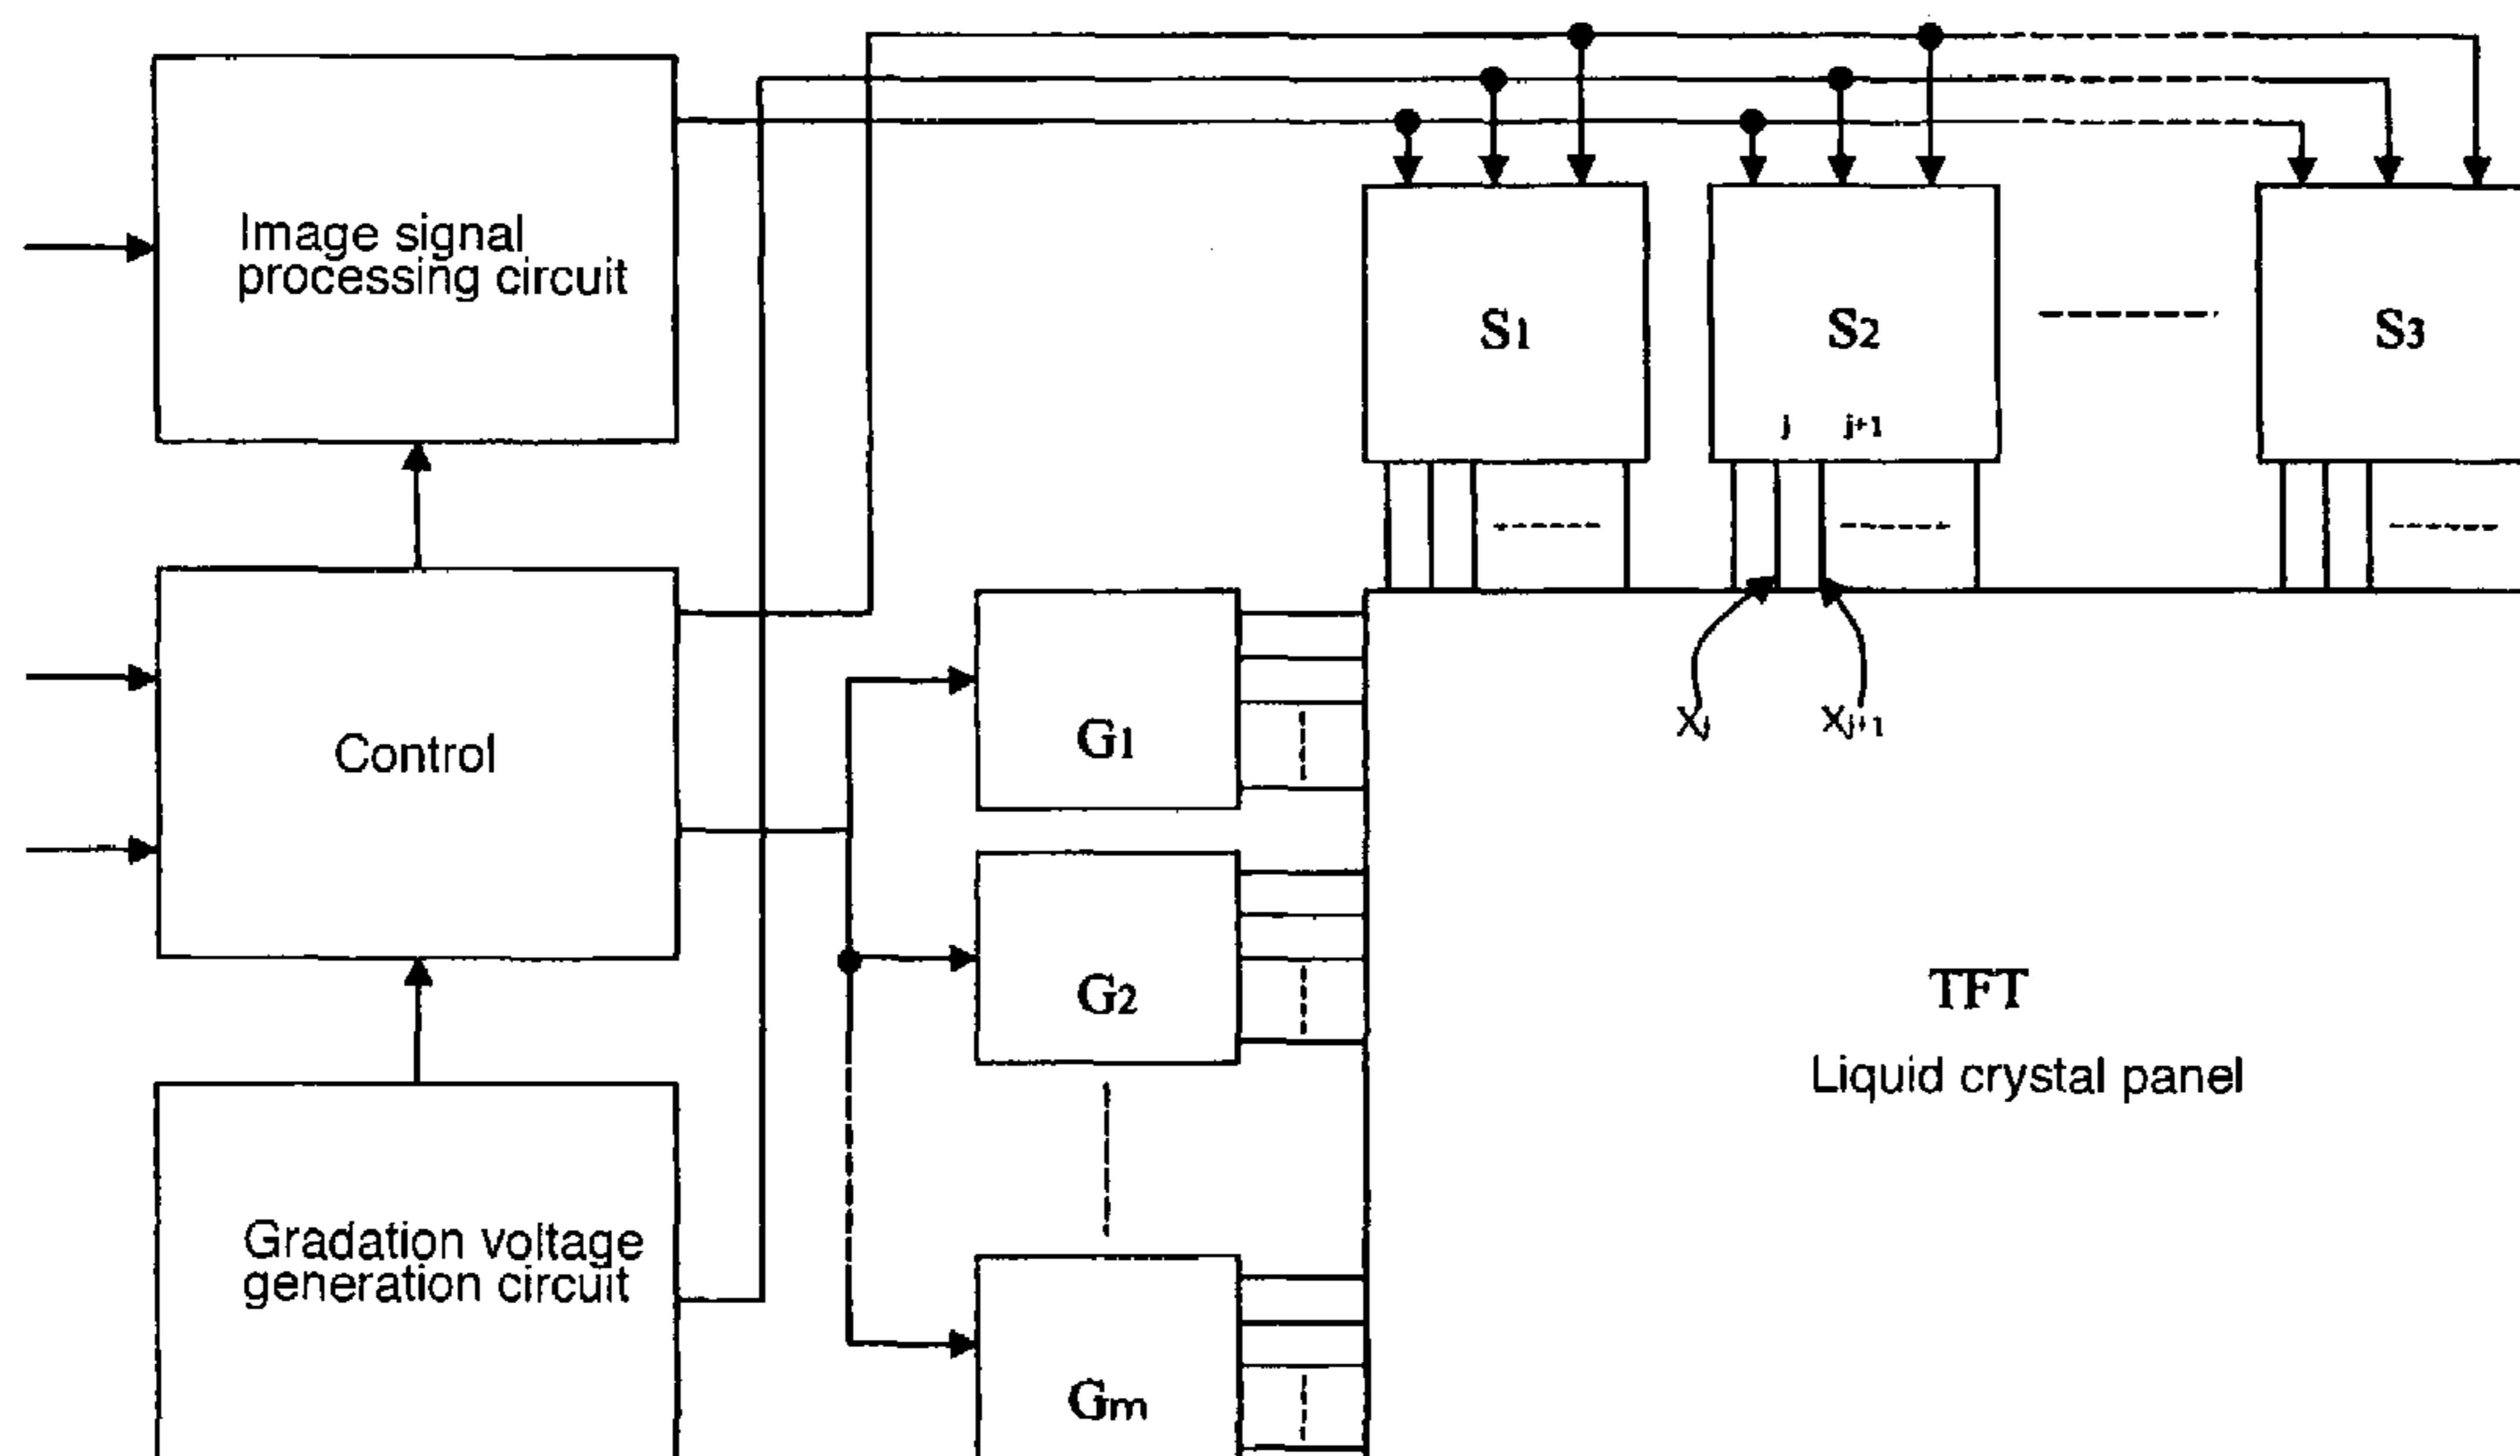 Image signal
processing circuit
S1
S2
S3
j
j+1
Control
G1
Xj
Xj+1
G2
TFT
Liquid crystal panel
Gradation voltage
generation circuit
Gm